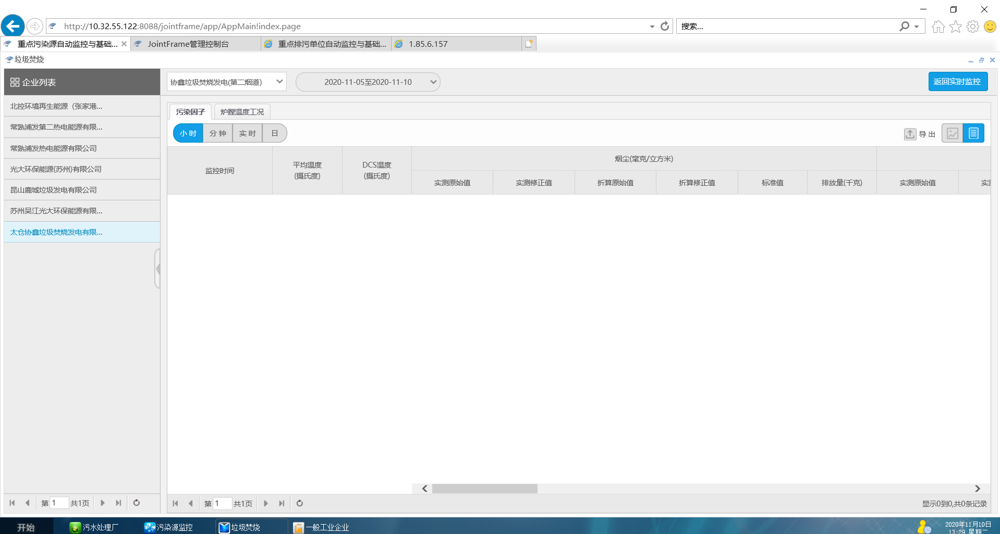 http://10.32.55.122:8088/jointframe/app/AppMain!index.page
搜索...
重点污染源自动监控与基础...
JointFrame管理控制台
重点排污单位自动监控与基础...
1.85.6.157
垃圾焚烧
企业列表
协鑫垃圾焚烧发电(第二烟道)
2020-11-05至2020-11-10
返回实时监控
北控环境再生能源（张家港...
常熟浦发第二热电能源有限...
常熟浦发热电能源有限公司
光大环保能源(苏州)有限公司
昆山鹿城垃圾发电有限公司
苏州吴江光大环保能源有限...
太仓协鑫垃圾焚烧发电有限...
污染因子
炉膛温度工况
小时
分钟
实时
日
导出
监控时间
平均温度
(摄氏度)
DCS温度
(摄氏度)
烟尘(毫克/立方米)
实测原始值
实测修正值
折算原始值
折算修正值
标准值
排放量(千克)
实测原始值
实
第 1 共1页
第 1 共1页
显示0到0,共0条记录
开始
污水处理厂
污染源监控
垃圾焚烧
一般工业企业
2020年11月10日
13:29 星期二